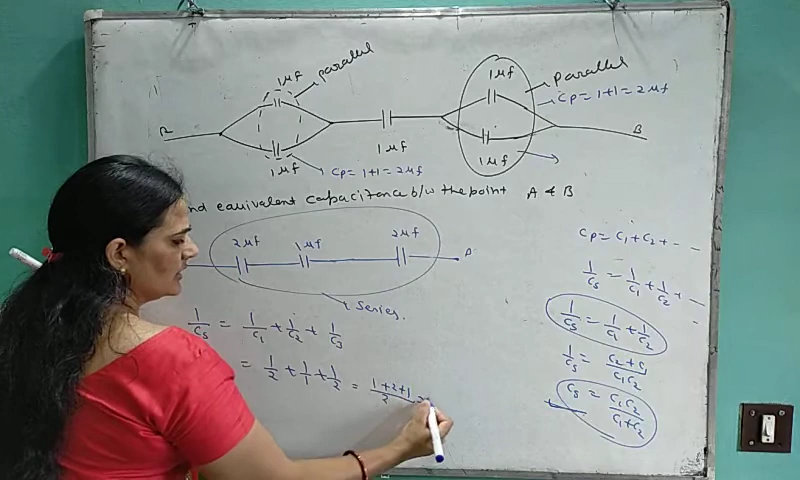 1μf parallel
1μf Parallel
Cp = 1+1 = 2μf
A
B
1μf
1μf Cp = 1+1 = 2μf
1μf
nd equivalent capacitance b/w the point A & B
2μf 1μf 2μf
Series.
1/Cs = 1/C1 + 1/C2 + 1/C3
= 1/2 + 1/1 + 1/2 = 1+2+1/2 =
Cp = C1 + C2 + - -
1/Cs = 1/C1 + 1/C2 + - -
1/Cs = 1/C1 + 1/C2
1/Cs = C2 + C1/C1C2
Cs = C1C2/C1+C2